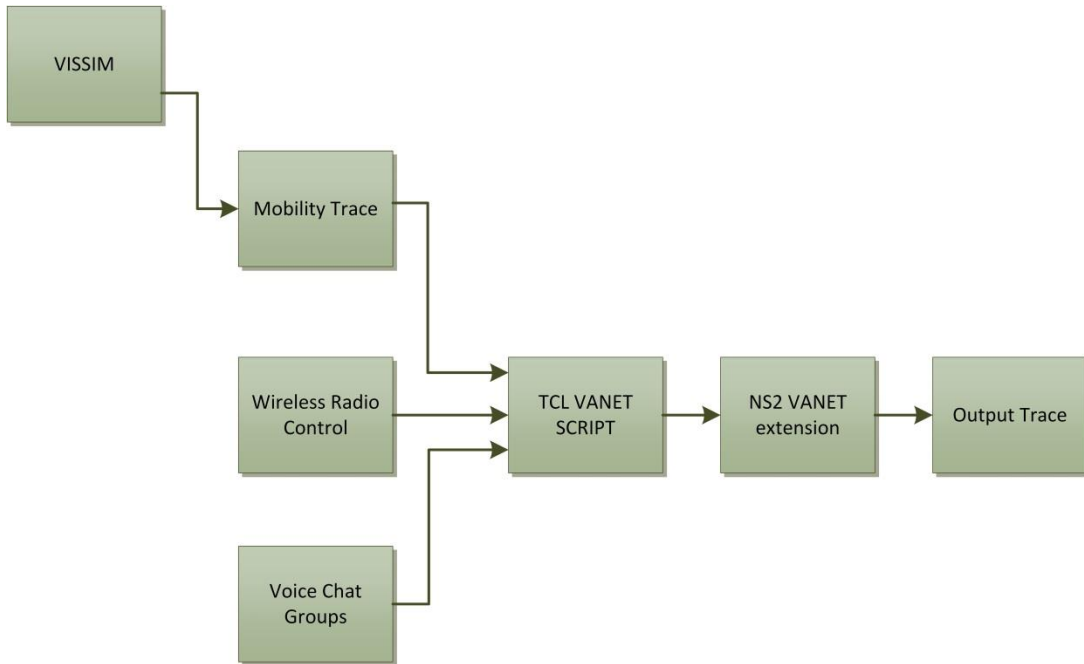 VISSIM
Mobility Trace
Wireless Radio
Control
TCL VANET
SCRIPT
NS2 VANET
extension
Output Trace
Voice Chat
Groups